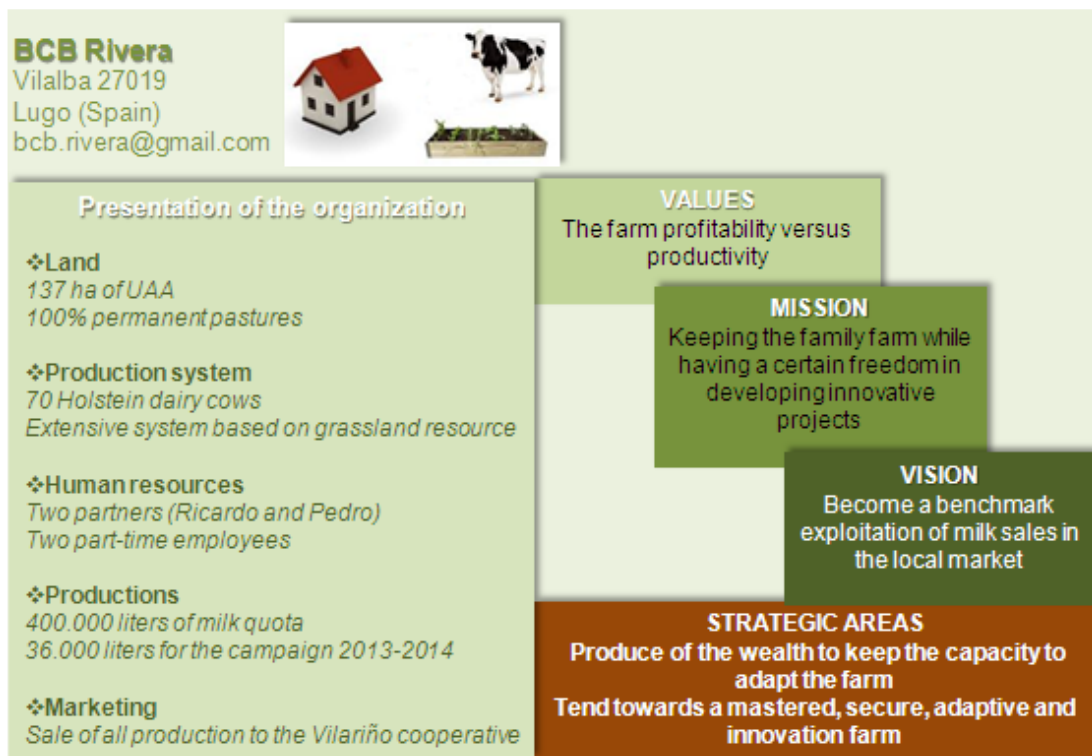 BCB Rivera
Vilalba 27019
Lugo (Spain)
bcb.rivera@gmail.com
Presentation of the organization
❖Land
137 ha of UAA
100% permanent pastures
❖Production system
70 Holstein dairy cows
Extensive system based on grassland resource
❖Human resources
Two partners (Ricardo and Pedro)
Two part-time employees
❖Productions
400.000 liters of milk quota
36.000 liters for the campaign 2013-2014
❖Marketing
Sale of all production to the Vilariño cooperative
VALUES
The farm profitability versus
productivity
MISSION
Keeping the family farm while
having a certain freedom in
developing innovative
projects
VISION
Become a benchmark
exploitation of milk sales in
the local market
STRATEGIC AREAS
Produce of the wealth to keep the capacity to
adapt the farm
Tend towards a mastered, secure, adaptive and
innovation farm